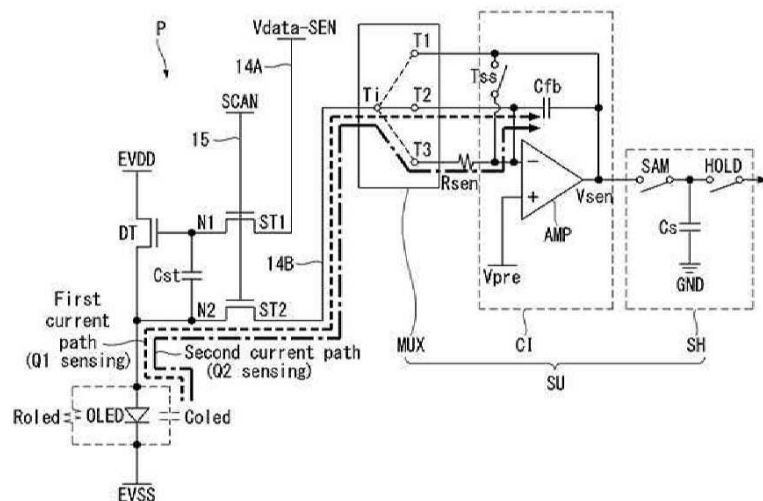 P
Vdata-SEN
14A
SCAN
15
EVDD
DT
N1
ST1
Cst
14B
N2
ST2
First
current
path
(Q1 sensing)
Second current path
(Q2 sensing)
Roled
OLED
Coled
EVSS
Ti
T1
T2
T3
Tss
Cfb
Rsen
−
+
AMP
Vpre
Vsen
SAM
HOLD
Cs
GND
MUX
CI
SH
SU